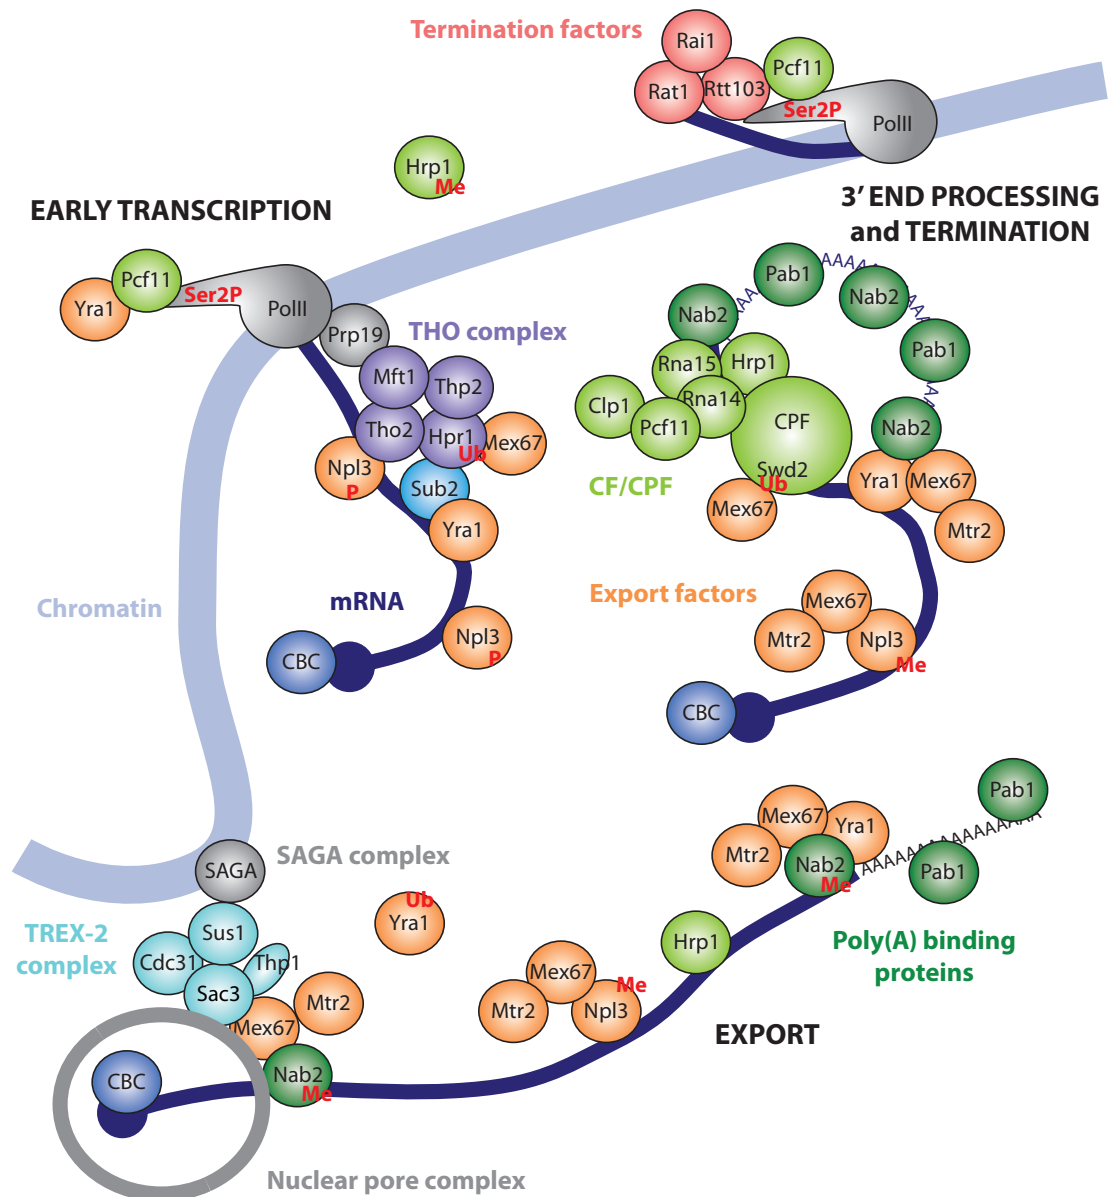 Termination factors
Rai1
Rat1
Rtt103
Pcf11
Ser2P
PolII
Hrp1
Me
EARLY TRANSCRIPTION
3’ END PROCESSING
and TERMINATION
Yra1
Pcf11
Ser2P
PolII
Prp19
THO complex
Mft1
Thp2
Tho2
Hpr1
Ub
Mex67
Npl3
P
Sub2
Yra1
mRNA
Npl3
P
CBC
Chromatin
Pab1
AAAA
Nab2
AAA
Nab2
AAA
Pab1
AA
Nab2
Rna15
Hrp1
Clp1
Pcf11
Rna14
CPF
Swd2
Ub
CF/CPF
Mex67
Yra1
Mex67
Mtr2
Export factors
Mex67
Mtr2
Npl3
Me
CBC
SAGA
SAGA complex
TREX-2
complex
Sus1
Cdc31
Thp1
Sac3
Mex67
Mtr2
Ub
Yra1
CBC
Nab2
Me
Nuclear pore complex
Mex67
Mtr2
Npl3
Me
Hrp1
EXPORT
Mex67
Yra1
Mtr2
Nab2
Me
AAAAAAAAAAAAAAAA
Pab1
Pab1
Poly(A) binding
proteins